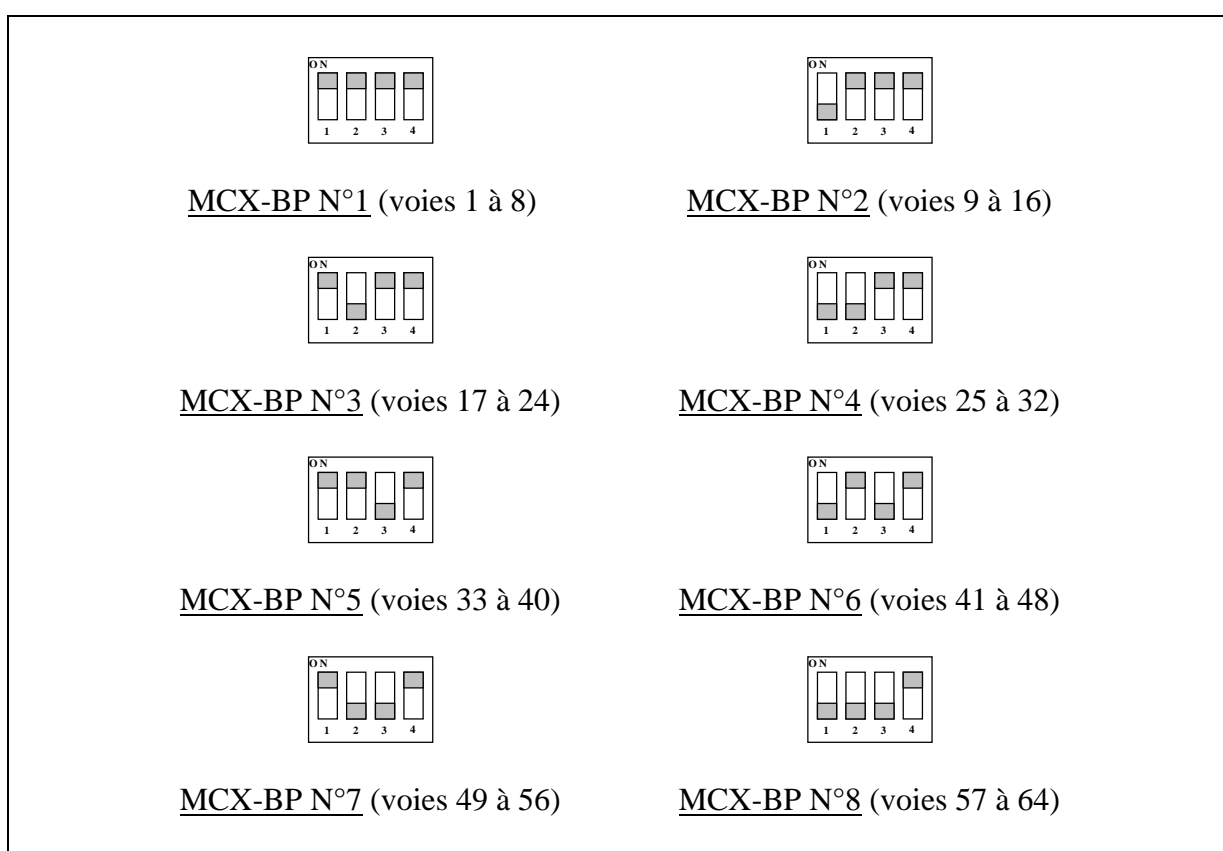 ON ON
1 2 3 4 1 2 3 4
MCX-BP N°1 (voies 1 à 8) MCX-BP N°2 (voies 9 à 16)
ON ON
1 2 3 4 1 2 3 4
MCX-BP N°3 (voies 17 à 24) MCX-BP N°4 (voies 25 à 32)
ON ON
1 2 3 4 1 2 3 4
MCX-BP N°5 (voies 33 à 40) MCX-BP N°6 (voies 41 à 48)
ON ON
1 2 3 4 1 2 3 4
MCX-BP N°7 (voies 49 à 56) MCX-BP N°8 (voies 57 à 64)